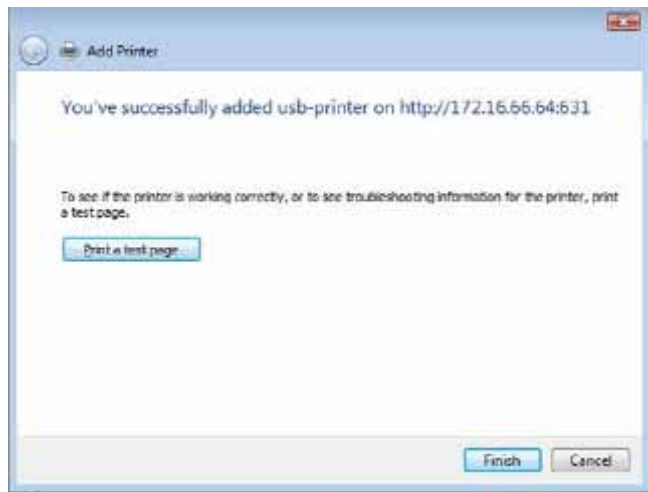 Add Printer
You've successfully added usb-printer on http://172.16.66.64:631
To see if the printer is working correctly, or to see troubleshooting information for the printer, print
a test page.
Print a test page
Finish
Cancel